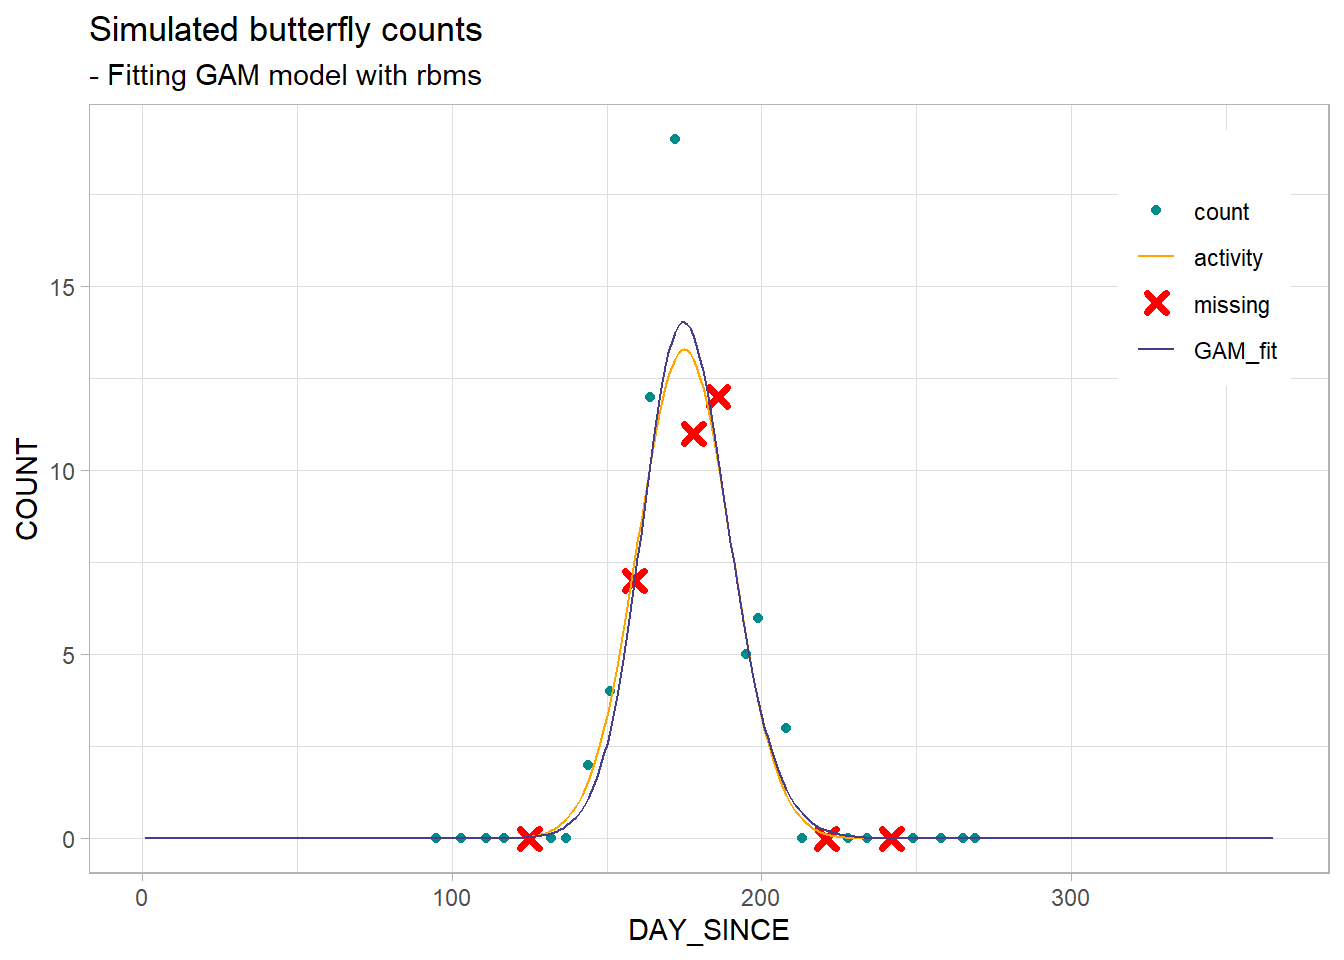 Simulated butterfly counts
- Fitting GAM model with rbms
count
activity
missing
GAM_fit
15
10
5
0
COUNT
0
100
200
300
DAY_SINCE